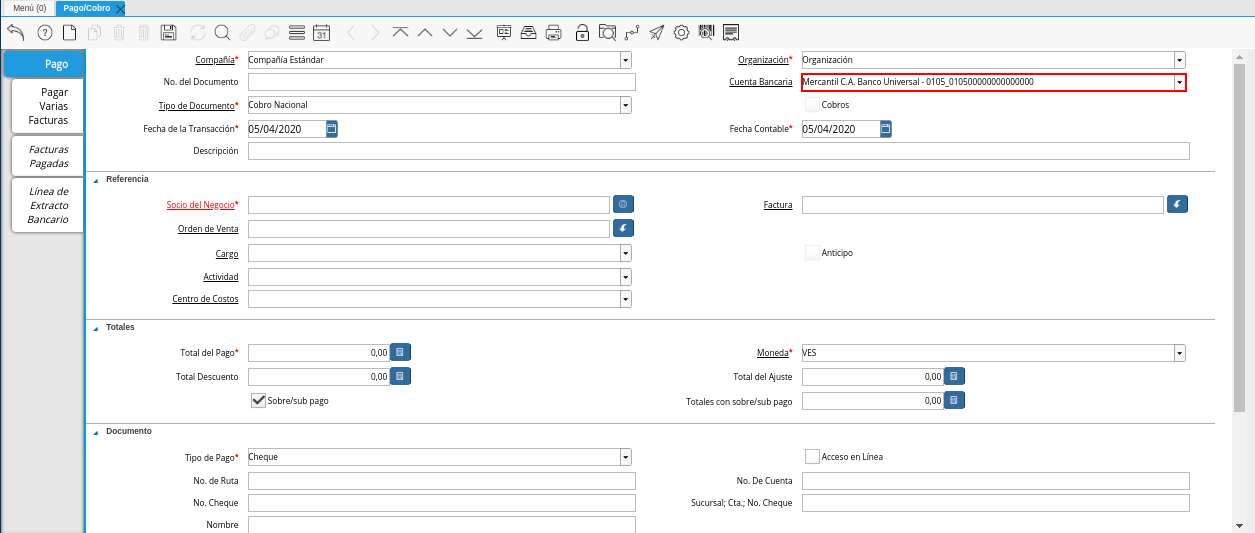 Menú (0)
Pago/Cobro
31
Pago
Pagar
Varias
Facturas
Facturas
Pagadas
Línea de
Extracto
Bancario
Compañía* Compañía Estándar
Organización* Organización
No. del Documento
Cuenta Bancaria Mercantil C.A. Banco Universal - 0105_010500000000000000
Tipo de Documento* Cobro Nacional
Cobros
Fecha de la Transacción* 05/04/2020
Fecha Contable* 05/04/2020
Descripción
Referencia
Socio del Negocio*
Factura
Orden de Venta
Cargo
Anticipo
Actividad
Centro de Costos
Totales
Total del Pago* 0,00
Moneda* VES
Total Descuento 0,00
Total del Ajuste 0,00
Sobre/sub pago
Totales con sobre/sub pago 0,00
Documento
Tipo de Pago* Cheque
Acceso en Línea
No. de Ruta
No. De Cuenta
No. Cheque
Sucursal; Cta.; No. Cheque
Nombre